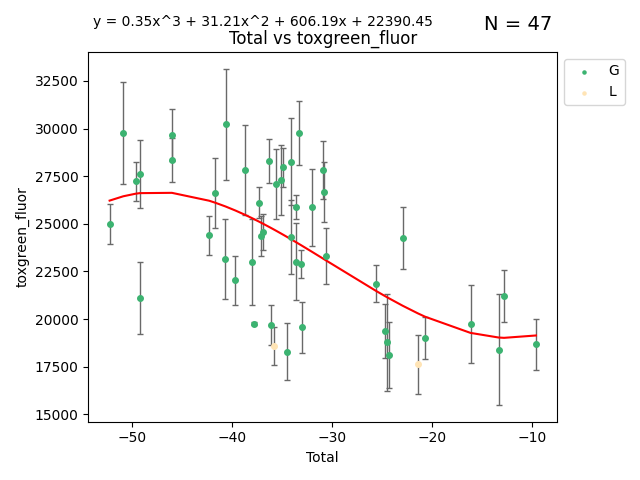 y = 0.35x^3 + 31.21x^2 + 606.19x + 22390.45
N = 47
Total vs toxgreen_fluor
G
L
32500
30000
27500
25000
22500
20000
17500
15000
toxgreen_fluor
−50
−40
−30
−20
−10
Total